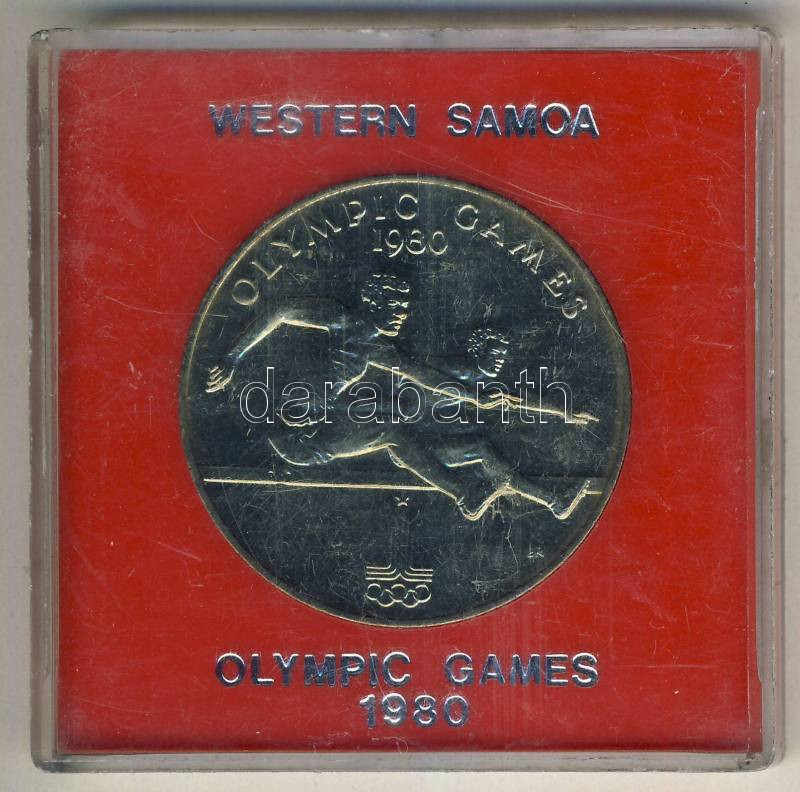 WESTERN SAMOA
OLYMPIC GAMES
1980
darabanth
OLYMPIC GAMES
1980